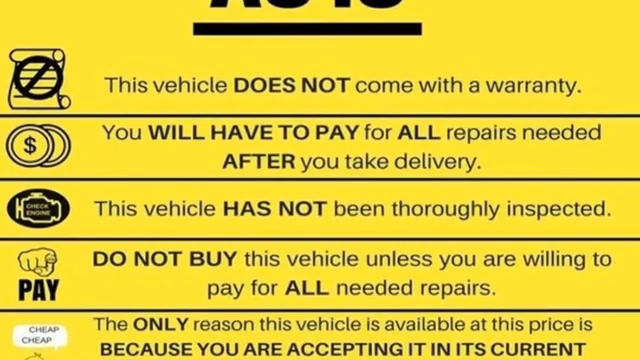 AS IS
This vehicle DOES NOT come with a warranty.
You WILL HAVE TO PAY for ALL repairs needed
AFTER you take delivery.
CHECK
ENGINE
This vehicle HAS NOT been thoroughly inspected.
DO NOT BUY this vehicle unless you are willing to
pay for ALL needed repairs.
PAY
CHEAP
CHEAP
The ONLY reason this vehicle is available at this price is
BECAUSE YOU ARE ACCEPTING IT IN ITS CURRENT